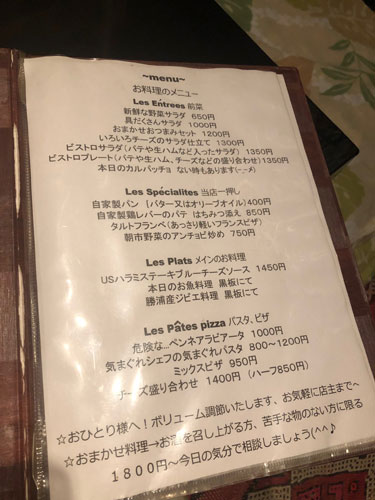 ~menu~
お料理のメニュー
Les Entrees 前菜
新鮮な野菜サラダ 650円
具だくさんサラダ 1000円
おまかせおつまみセット 1200円
いろいろチーズのサラダ仕立て 1300円
ビストロサラダ(パテや生ハムなど入ったサラダ) 1350円
ビストロプレート(パテや生ハム、チーズなどの盛り合わせ)1350円
本日のカルパッチョ ない時もあります(-_-メ)
Les Spécialites 当店一押し
自家製パン [バター又はオリーブオイル]400円
自家製鶏レバーのパテ はちみつ添え 850円
タルトフランベ(あっさり軽いフランスピザ)
朝市野菜のアンチョビ炒め 750円
Les Plats メインのお料理
USハラミステーキブルーチーズソース 1450円
本日のお魚料理 黒板にて
勝浦産ジビエ料理 黒板にて
Les Pâtes pizza パスタ、ピザ
危険な...ペンネアラビアータ 1000円
気まぐれシェフの気まぐれパスタ 800~1200円
ミックスピザ 950円
チーズ盛り合わせ 1400円 (ハーフ850円)
☆おひとり様へ!ボリューム調節いたします、お気軽に店主まで~
☆おまかせ料理→お酒を召し上がる方、苦手な物のない方に限る
1800円~今日の気分で相談しましょう(^^♪